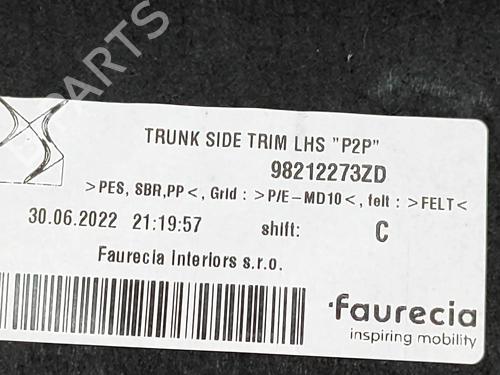 TRUNK SIDE TRIM LHS "P2P"
98212273ZD
>PES, SBR,PP<, Grld : >P/E-MD10<, felt : >FELT<
30.06.2022 21:19:57 shift: C
Faurecia Interiors s.r.o.
faurecia
inspiring mobility
B-PARTS